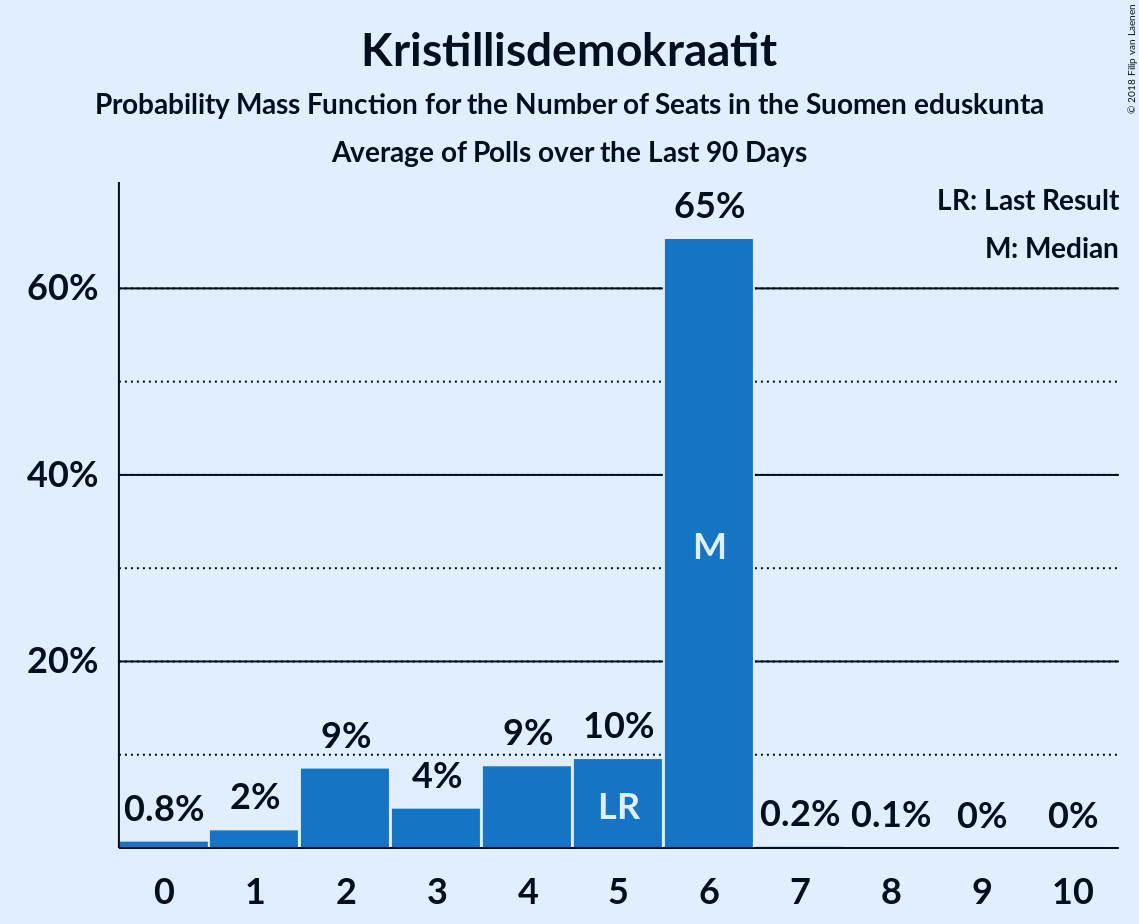 Kristillisdemokraatit
Probability Mass Function for the Number of Seats in the Suomen eduskunta
Average of Polls over the Last 90 Days
© 2018 Filip van Laenen
LR: Last Result
M: Median
60%
40%
20%
0.8%
2%
9%
4%
9%
10%
65%
0.2%
0.1%
0%
0%
LR
M
0 1 2 3 4 5 6 7 8 9 10